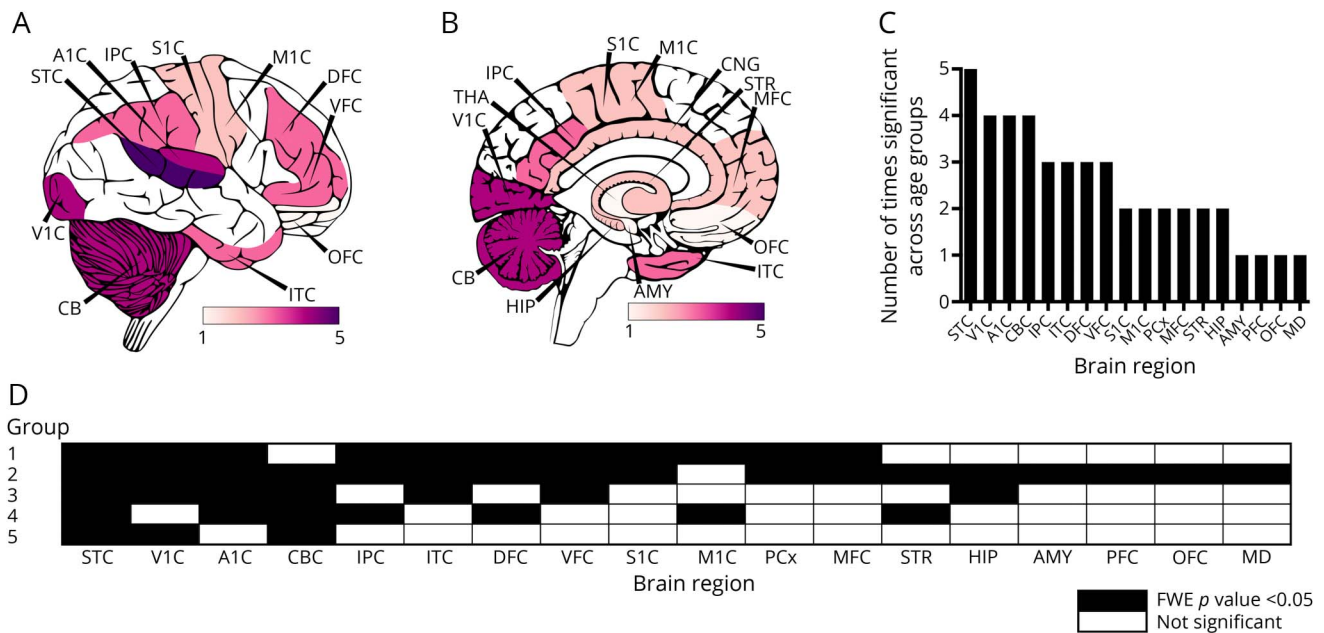 A
A1C IPC S1C M1C
STC DFC
VFC
V1C
OFC
CB
ITC
1 5
B
S1C M1C
IPC CNG
THA STR
V1C MFC
OFC
CB ITC
HIP AMY
1 5
C
Number of times significant
across age groups
5
4
3
2
1
0
STC V1C A1C CBC IPC ITC DFC VFC S1C M1C PCx MFC STR HIP AMY PFC OFC MD
Brain region
D
Group
1
2
3
4
5
STC V1C A1C CBC IPC ITC DFC VFC S1C M1C PCx MFC STR HIP AMY PFC OFC MD
Brain region
FWE p value <0.05
Not significant